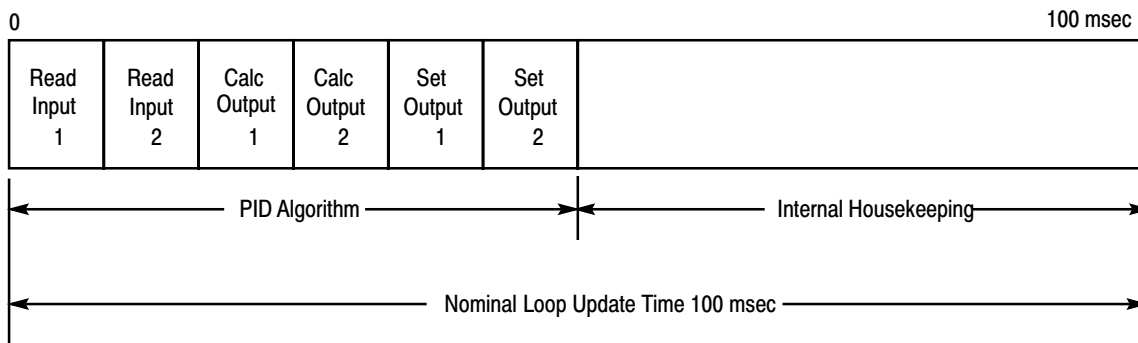 0
100 msec
Read
Input
1
Read
Input
2
Calc
Output
1
Calc
Output
2
Set
Output
1
Set
Output
2
PID Algorithm
Internal Housekeeping
Nominal Loop Update Time 100 msec